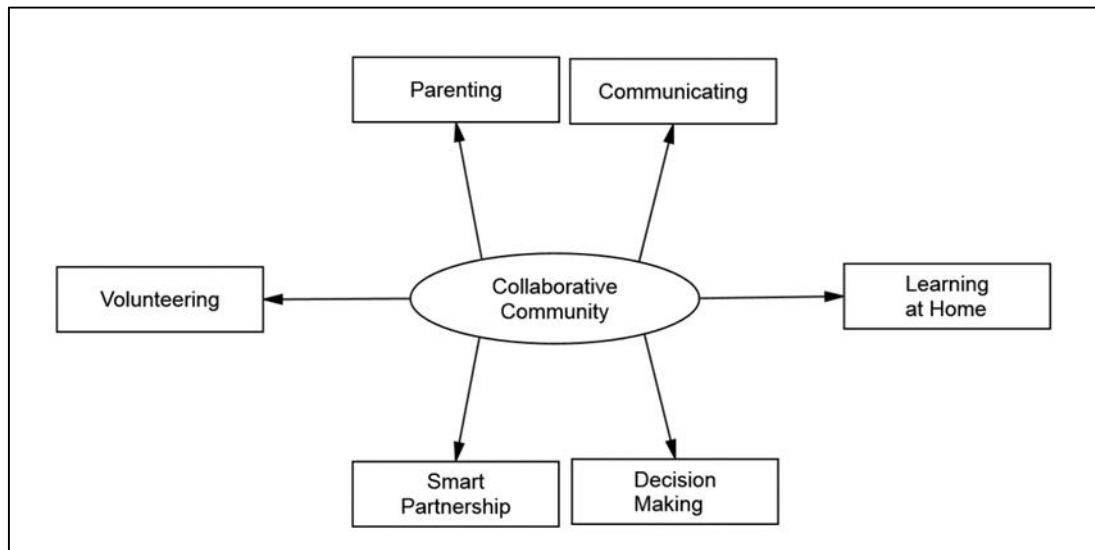 Parenting
Communicating
Volunteering
Collaborative
Community
Learning
at Home
Smart
Partnership
Decision
Making